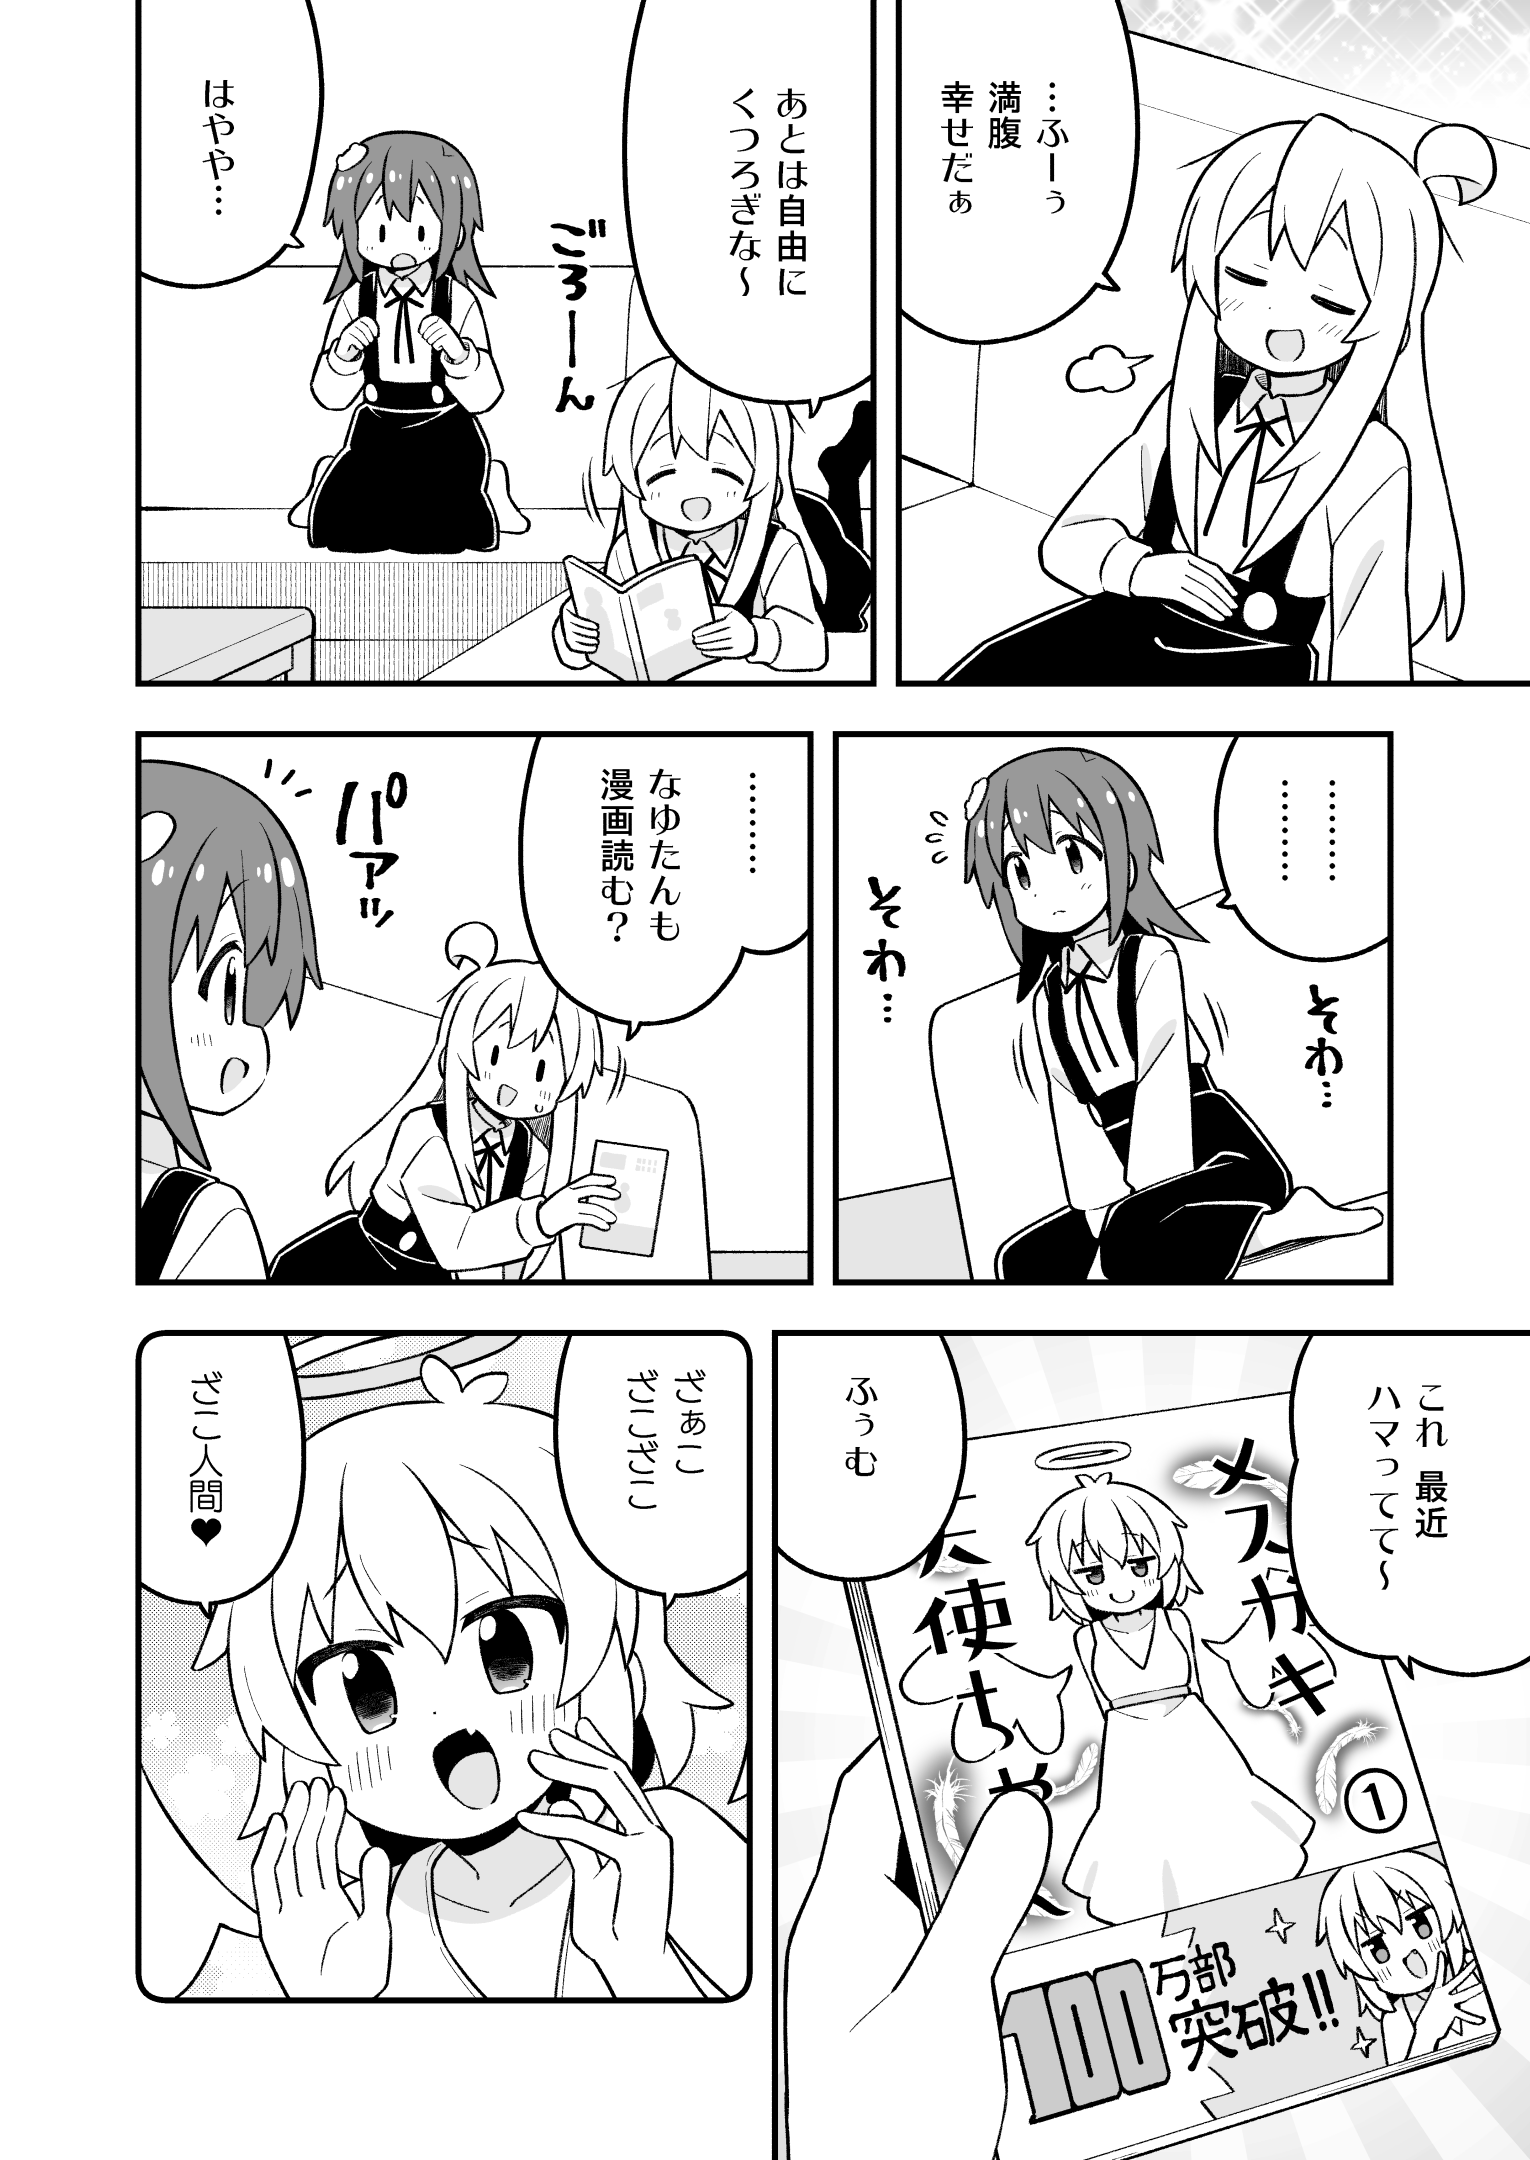 …ふーぅ
満腹
幸せだぁ
あとは自由に
くつろぎな～
ごろーーん
はやや…
………
………
そわ…
そわ…
………
なゆたんも
漫画読む？
パアッ
これ 最近
ハマってて～
ふぅむ
メスガキ
天使ちゃん
1
100万部
突破!!
ざぁこ
ざこざこ
ざこ人間♥